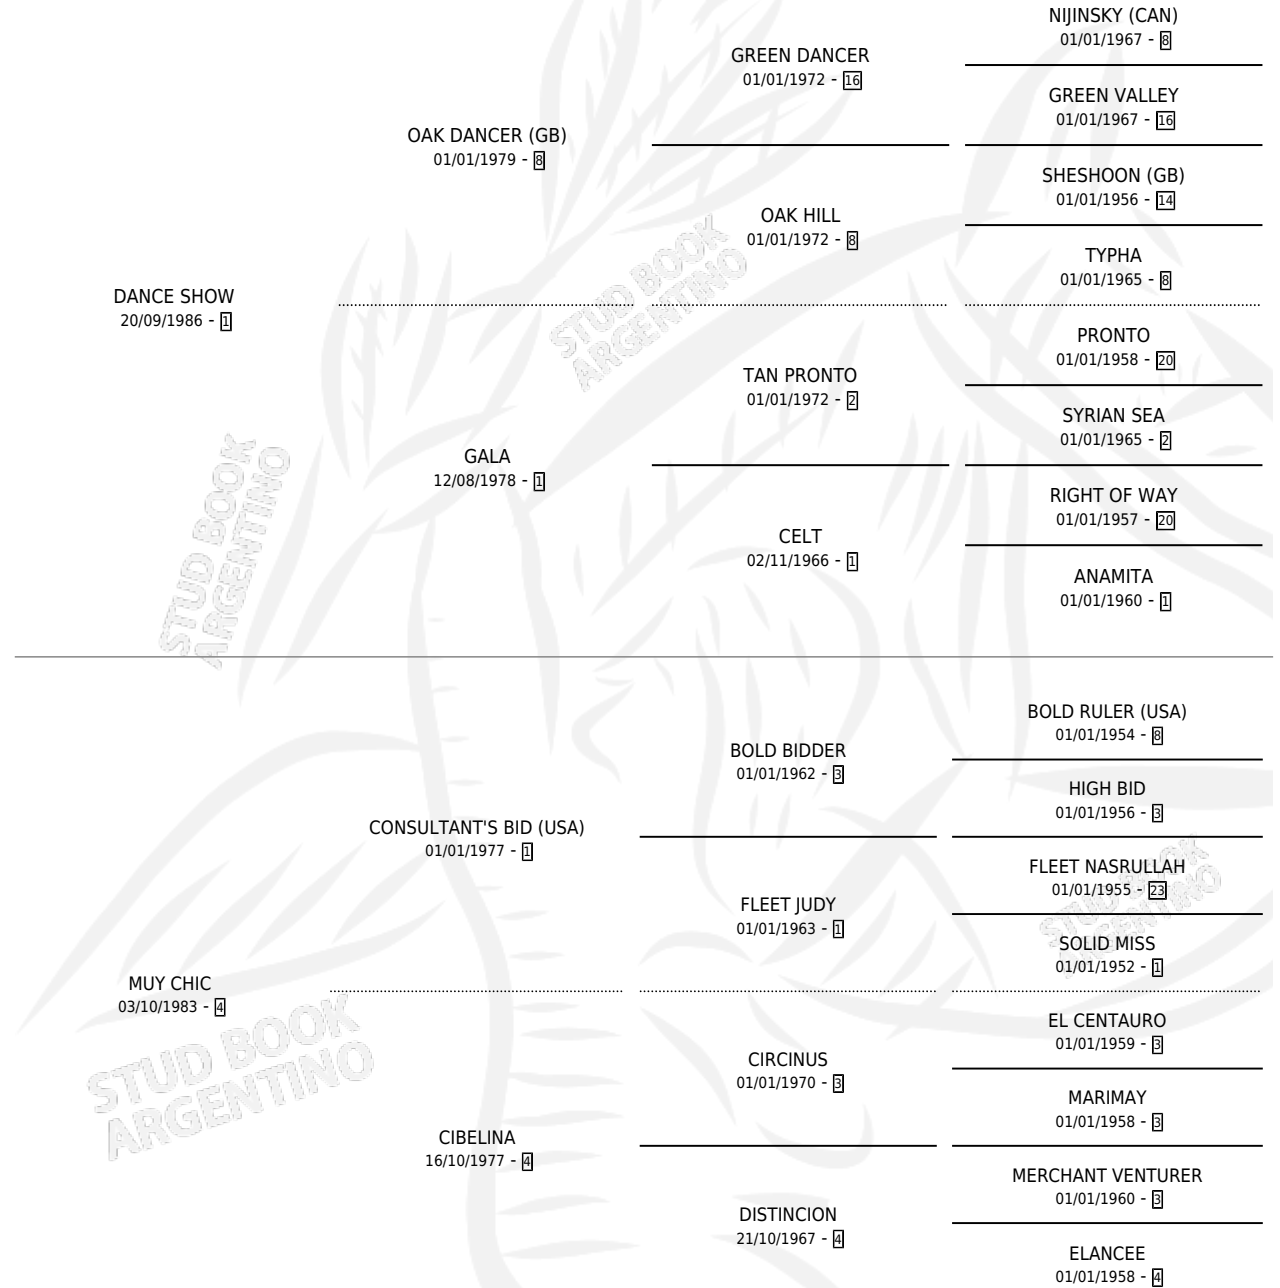 NIJINSKY (CAN)
01/01/1967 - 8
GREEN DANCER
01/01/1972 - 16
GREEN VALLEY
01/01/1967 - 16
OAK DANCER (GB)
01/01/1979 - 8
SHESHOON (GB)
01/01/1956 - 14
OAK HILL
01/01/1972 - 8
TYPHA
01/01/1965 - 8
DANCE SHOW
20/09/1986 - 1
PRONTO
01/01/1958 - 20
TAN PRONTO
01/01/1972 - 2
SYRIAN SEA
01/01/1965 - 2
GALA
12/08/1978 - 1
RIGHT OF WAY
01/01/1957 - 20
CELT
02/11/1966 - 1
ANAMITA
01/01/1960 - 1
STUD BOOK
ARGENTINO
STUD BOOK
ARGENTINO
BOLD RULER (USA)
01/01/1954 - 8
BOLD BIDDER
01/01/1962 - 3
HIGH BID
01/01/1956 - 3
CONSULTANT'S BID (USA)
01/01/1977 - 1
FLEET NASRULLAH
01/01/1955 - 23
FLEET JUDY
01/01/1963 - 1
SOLID MISS
01/01/1952 - 1
STUD BOOK
ARGENTINO
MUY CHIC
03/10/1983 - 4
EL CENTAURO
01/01/1959 - 3
CIRCINUS
01/01/1970 - 3
MARIMAY
01/01/1958 - 3
CIBELINA
16/10/1977 - 4
MERCHANT VENTURER
01/01/1960 - 3
DISTINCION
21/10/1967 - 4
ELANCEE
01/01/1958 - 4
STUD BOOK
ARGENTINO